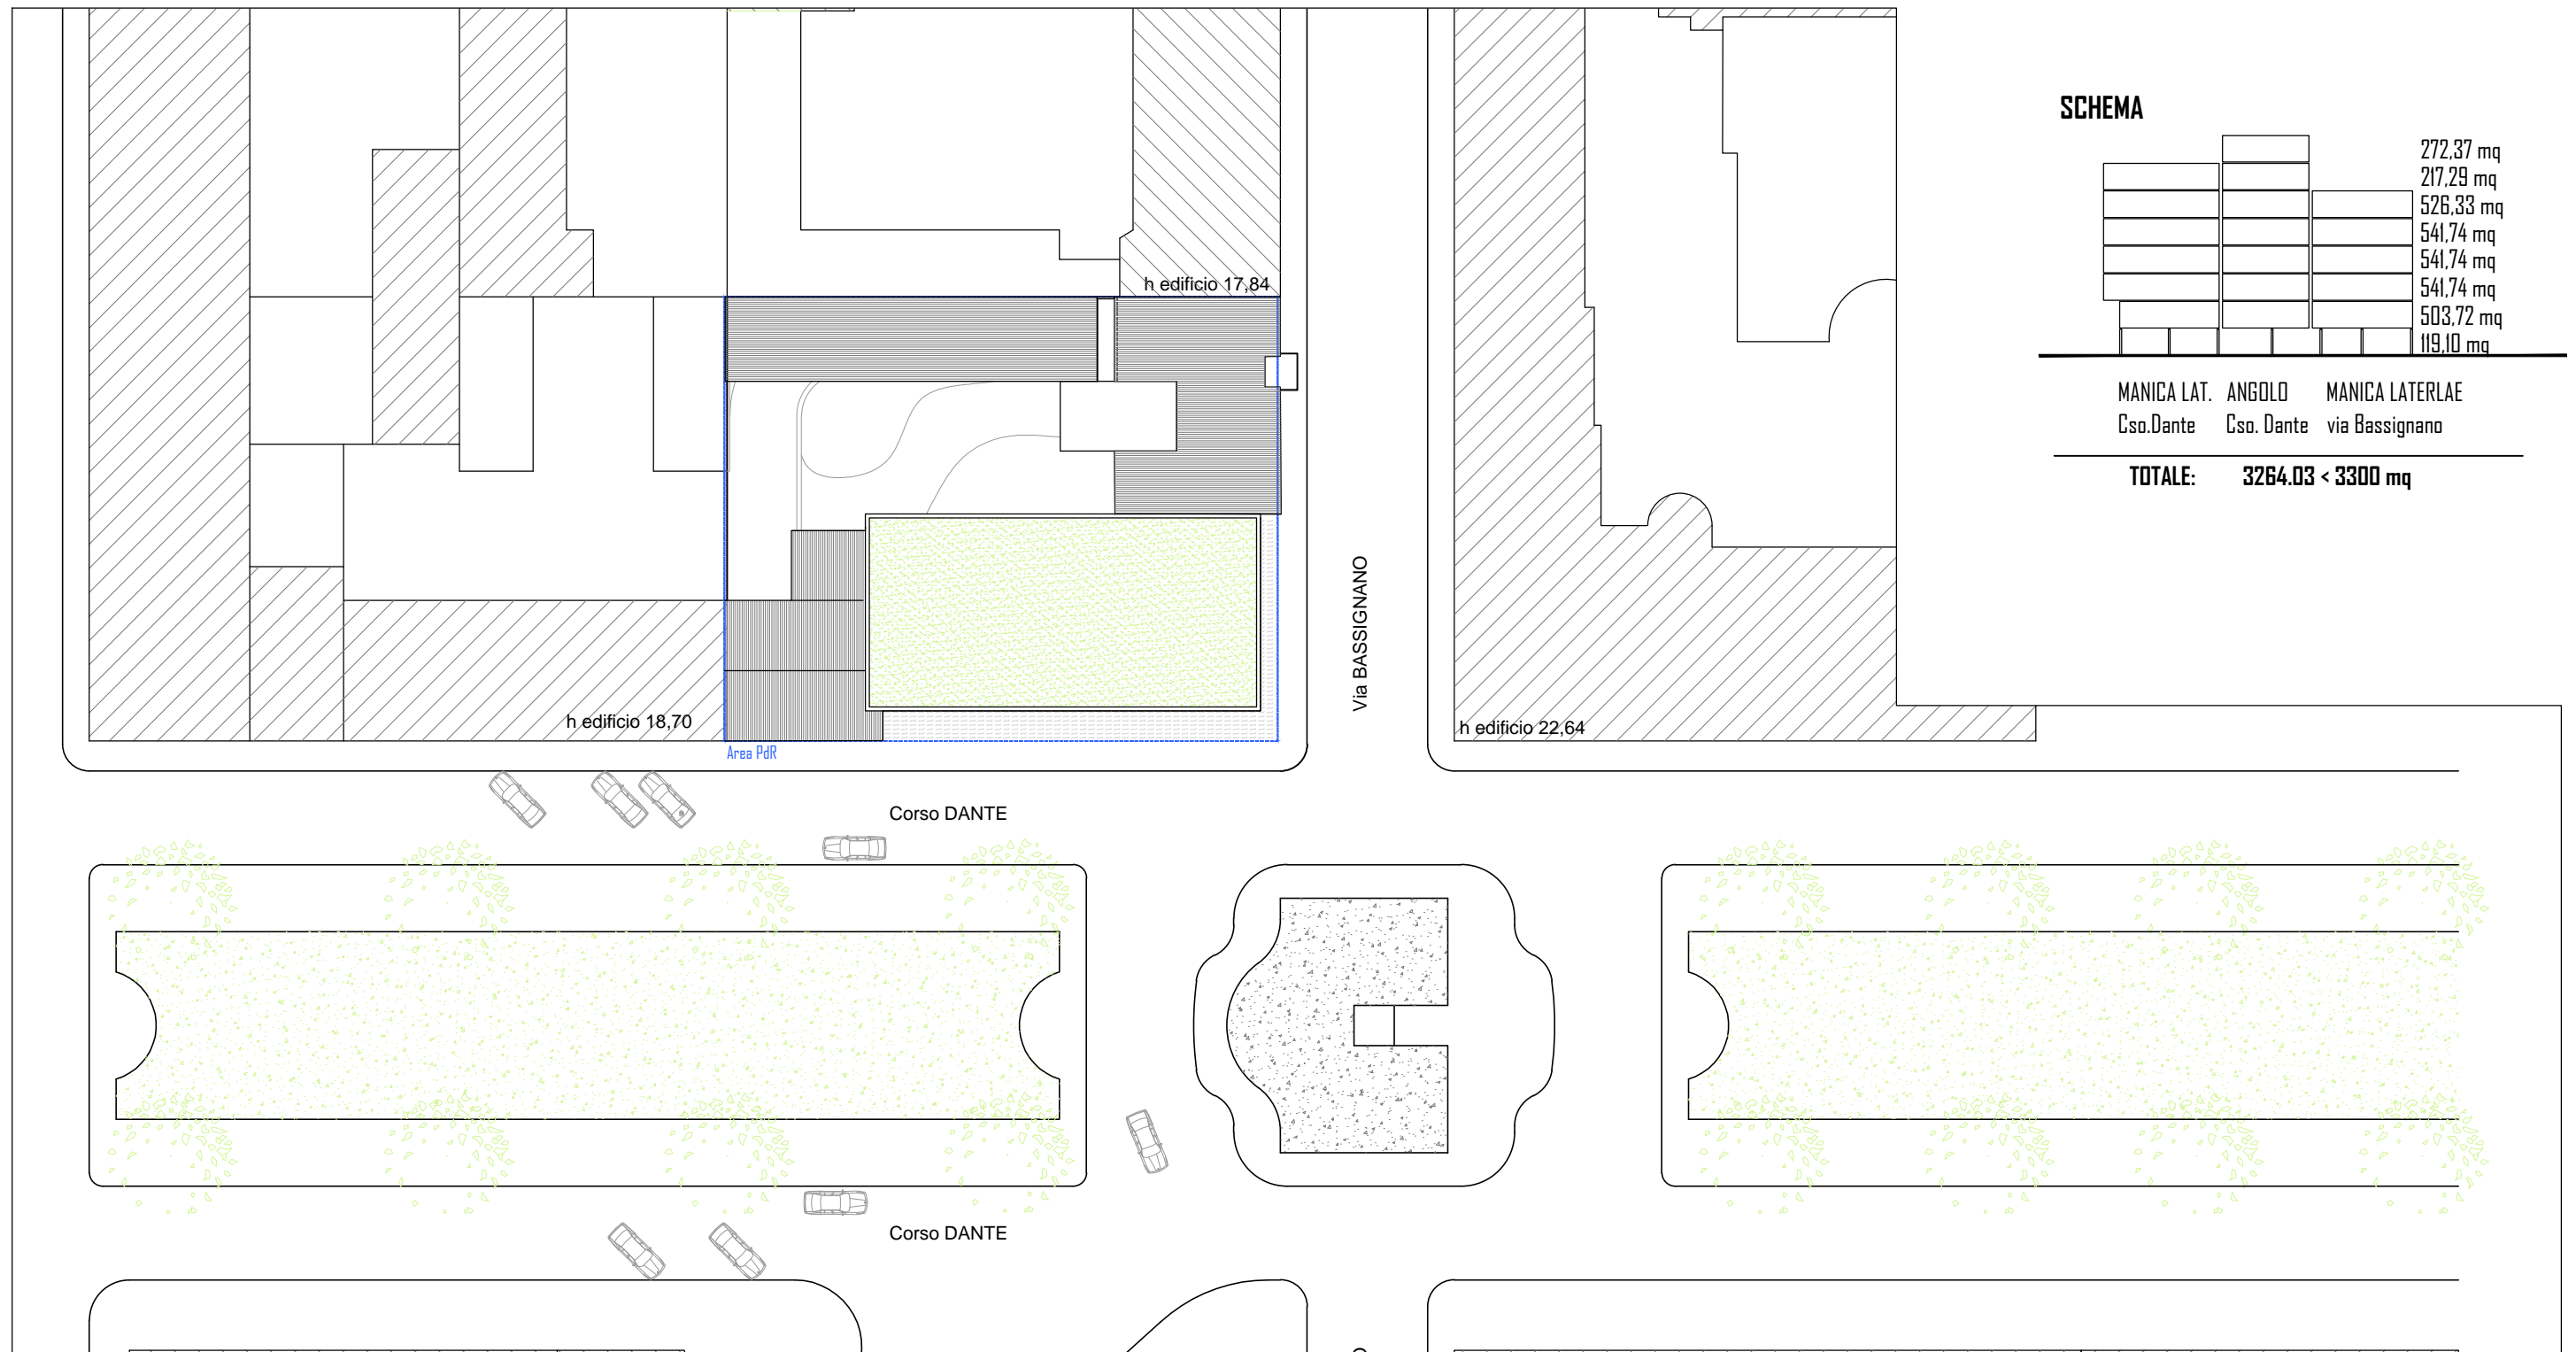 SCHEMA
272,37 mq
217,29 mq
526,33 mq
541,74 mq
541,74 mq
541,74 mq
503,72 mq
119,10 mq
MANICA LAT. ANGOLO MANICA LATERLAE
Cso.Dante Cso. Dante via Bassignano
TOTALE: 3264.03 < 3300 mq
h edificio 17,84
Via BASSIGNANO
h edificio 18,70
h edificio 22,64
Area PdR
Corso DANTE
Corso DANTE